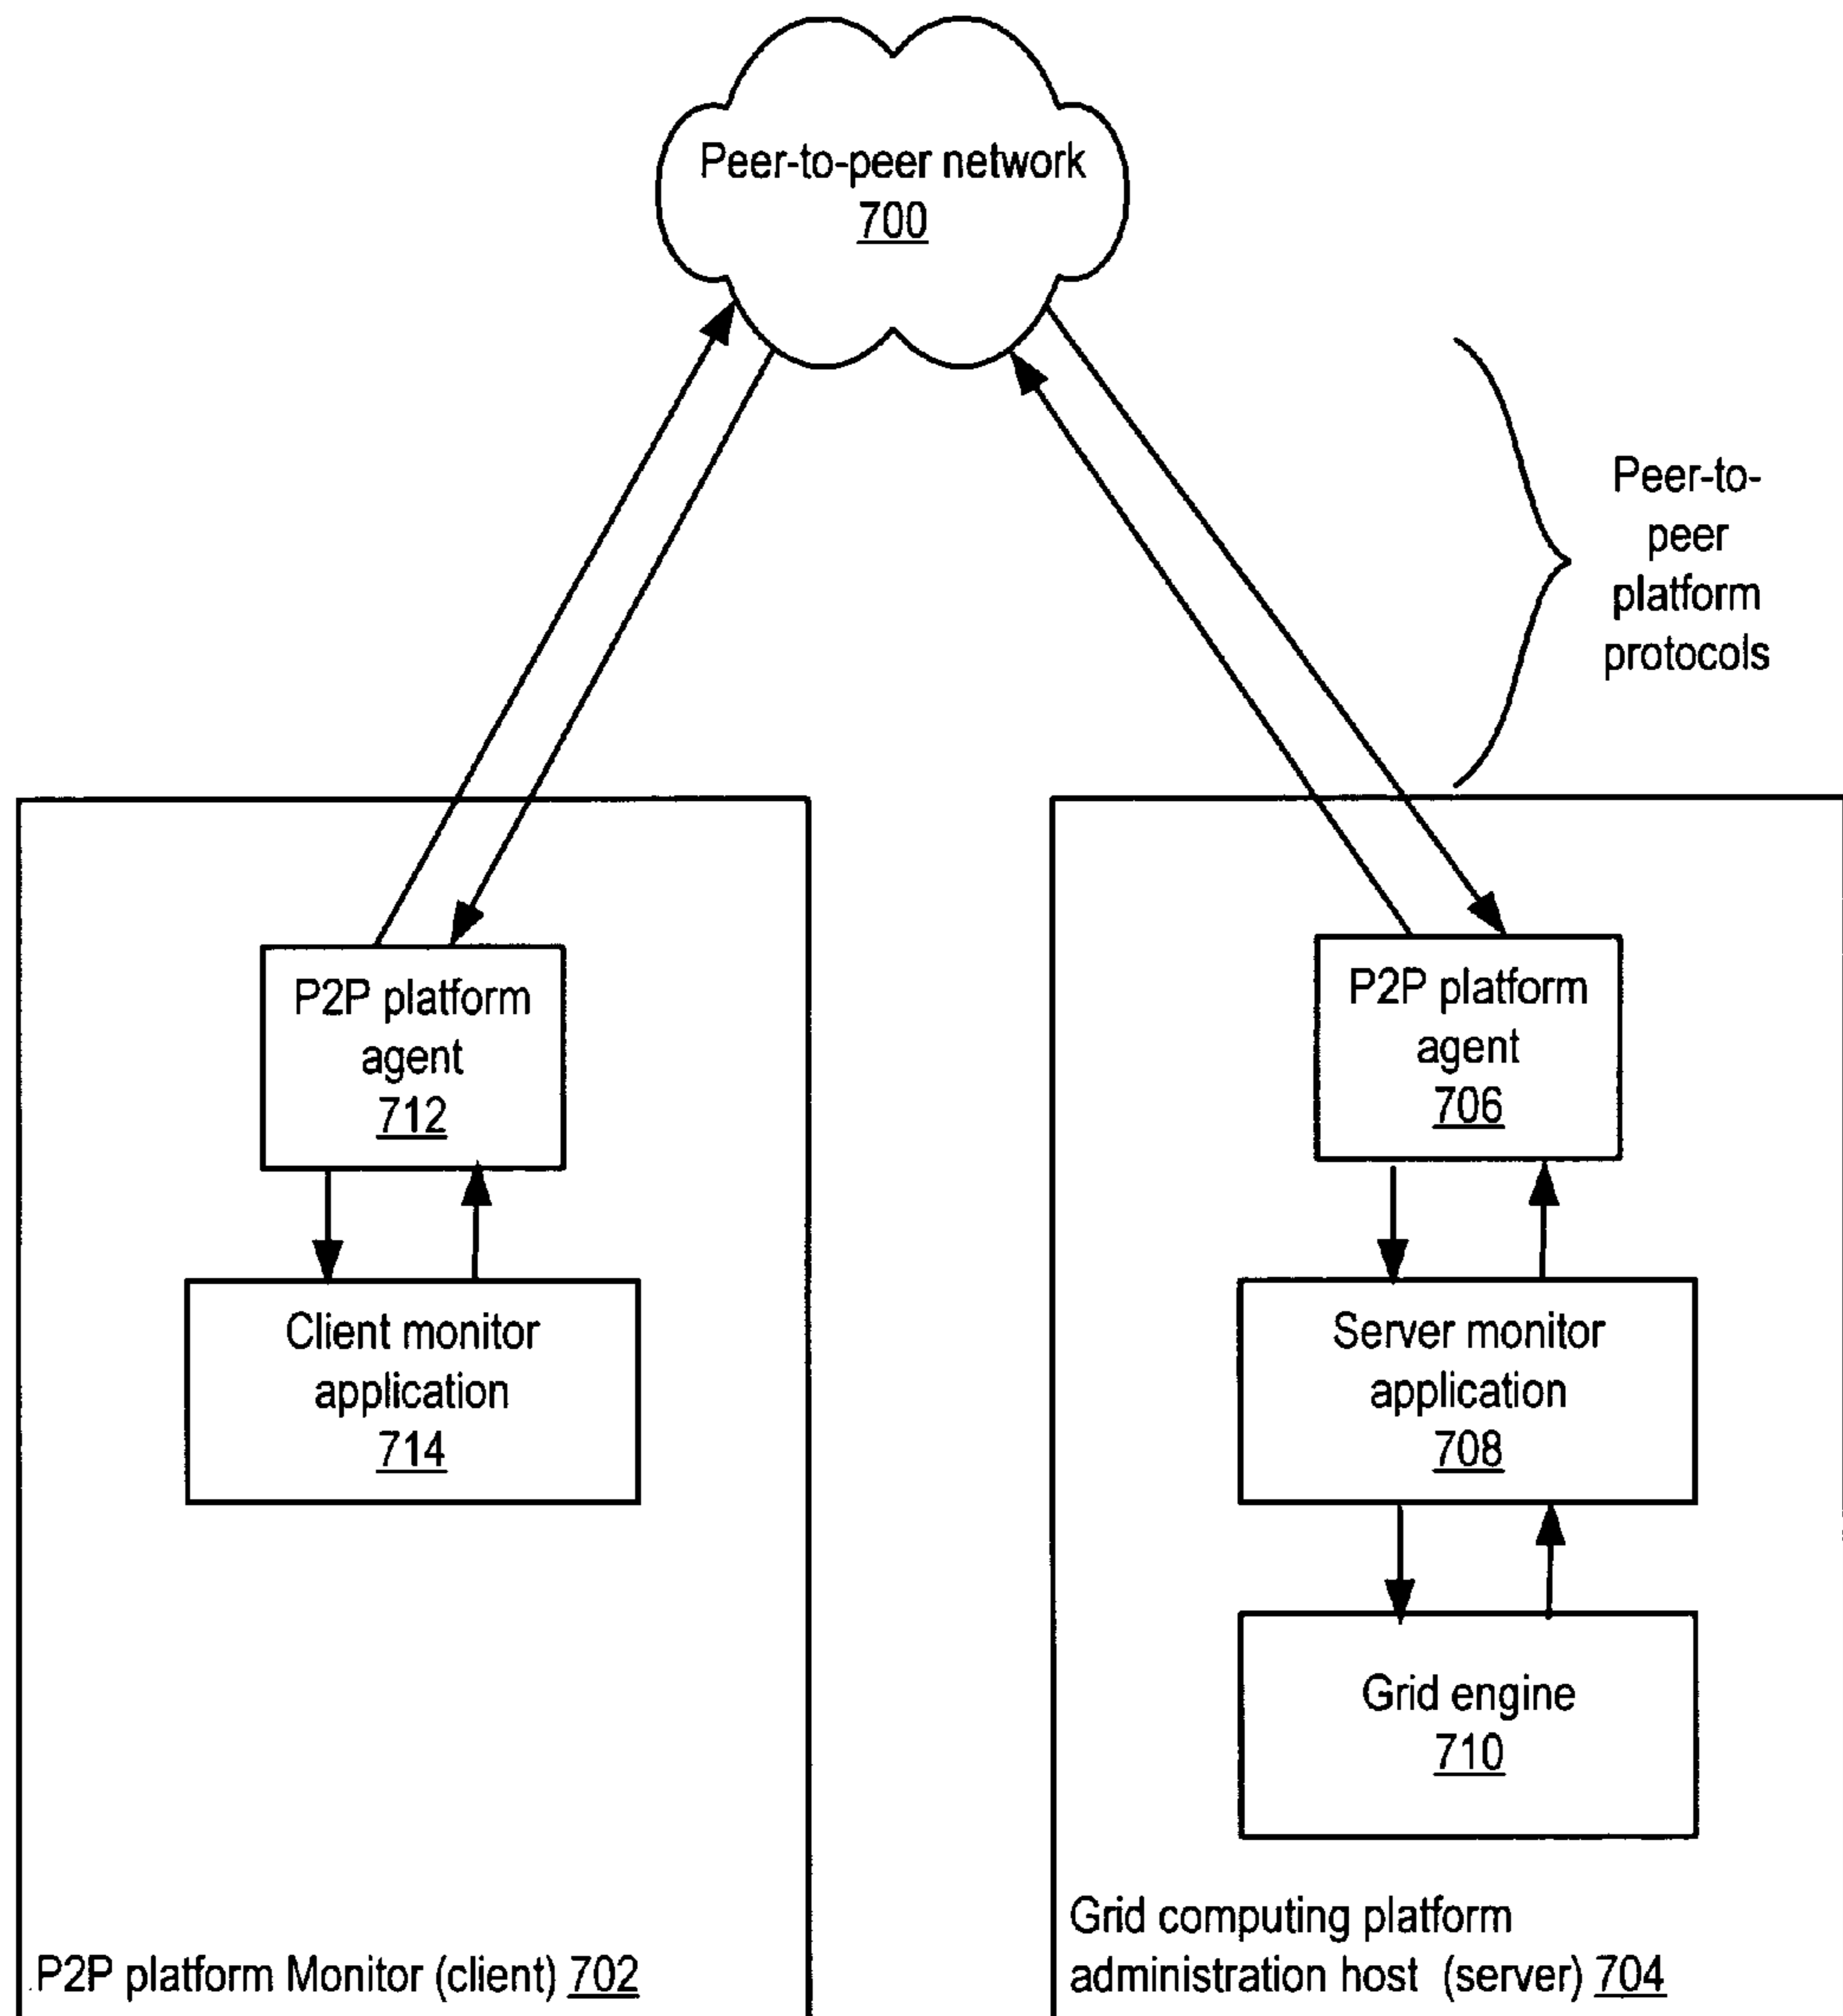 Peer-to-peer network
700
Peer-to-
peer
platform
protocols
P2P platform
agent
712
P2P platform
agent
706
Client monitor
application
714
Server monitor
application
708
Grid engine
710
P2P platform Monitor (client) 702
Grid computing platform
administration host (server) 704